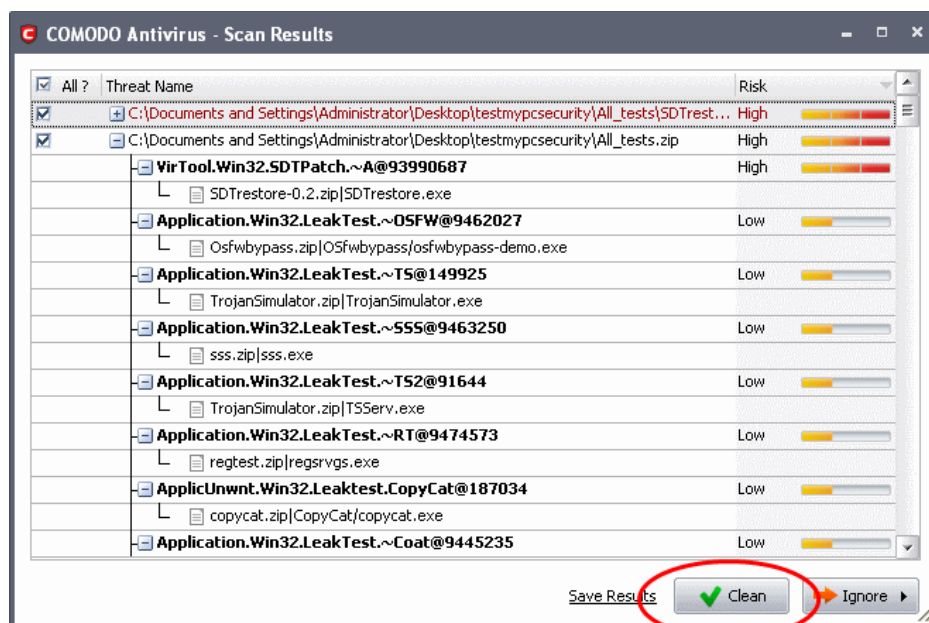 COMODO Antivirus - Scan Results
All ? Threat Name Risk
C:\Documents and Settings\Administrator\Desktop\testmypcsecurity\All_tests\SDTrest... High
C:\Documents and Settings\Administrator\Desktop\testmypcsecurity\All_tests.zip High
VirTool.Win32.SDTPatch.~A@93990687 High
SDTrestore-0.2.zip|SDTrestore.exe
Application.Win32.LeakTest.~OSFW@9462027 Low
Osfwbypass.zip|OSfwbypass/osfwbypass-demo.exe
Application.Win32.LeakTest.~TS@149925 Low
TrojanSimulator.zip|TrojanSimulator.exe
Application.Win32.LeakTest.~SSS@9463250 Low
sss.zip|sss.exe
Application.Win32.LeakTest.~TS2@91644 Low
TrojanSimulator.zip|TSServ.exe
Application.Win32.LeakTest.~RT@9474573 Low
regtest.zip|regsrvgs.exe
ApplicUnwnt.Win32.Leaktest.CopyCat@187034 Low
copycat.zip|CopyCat/copycat.exe
Application.Win32.LeakTest.~Coat@9445235 Low
Save Results Clean Ignore